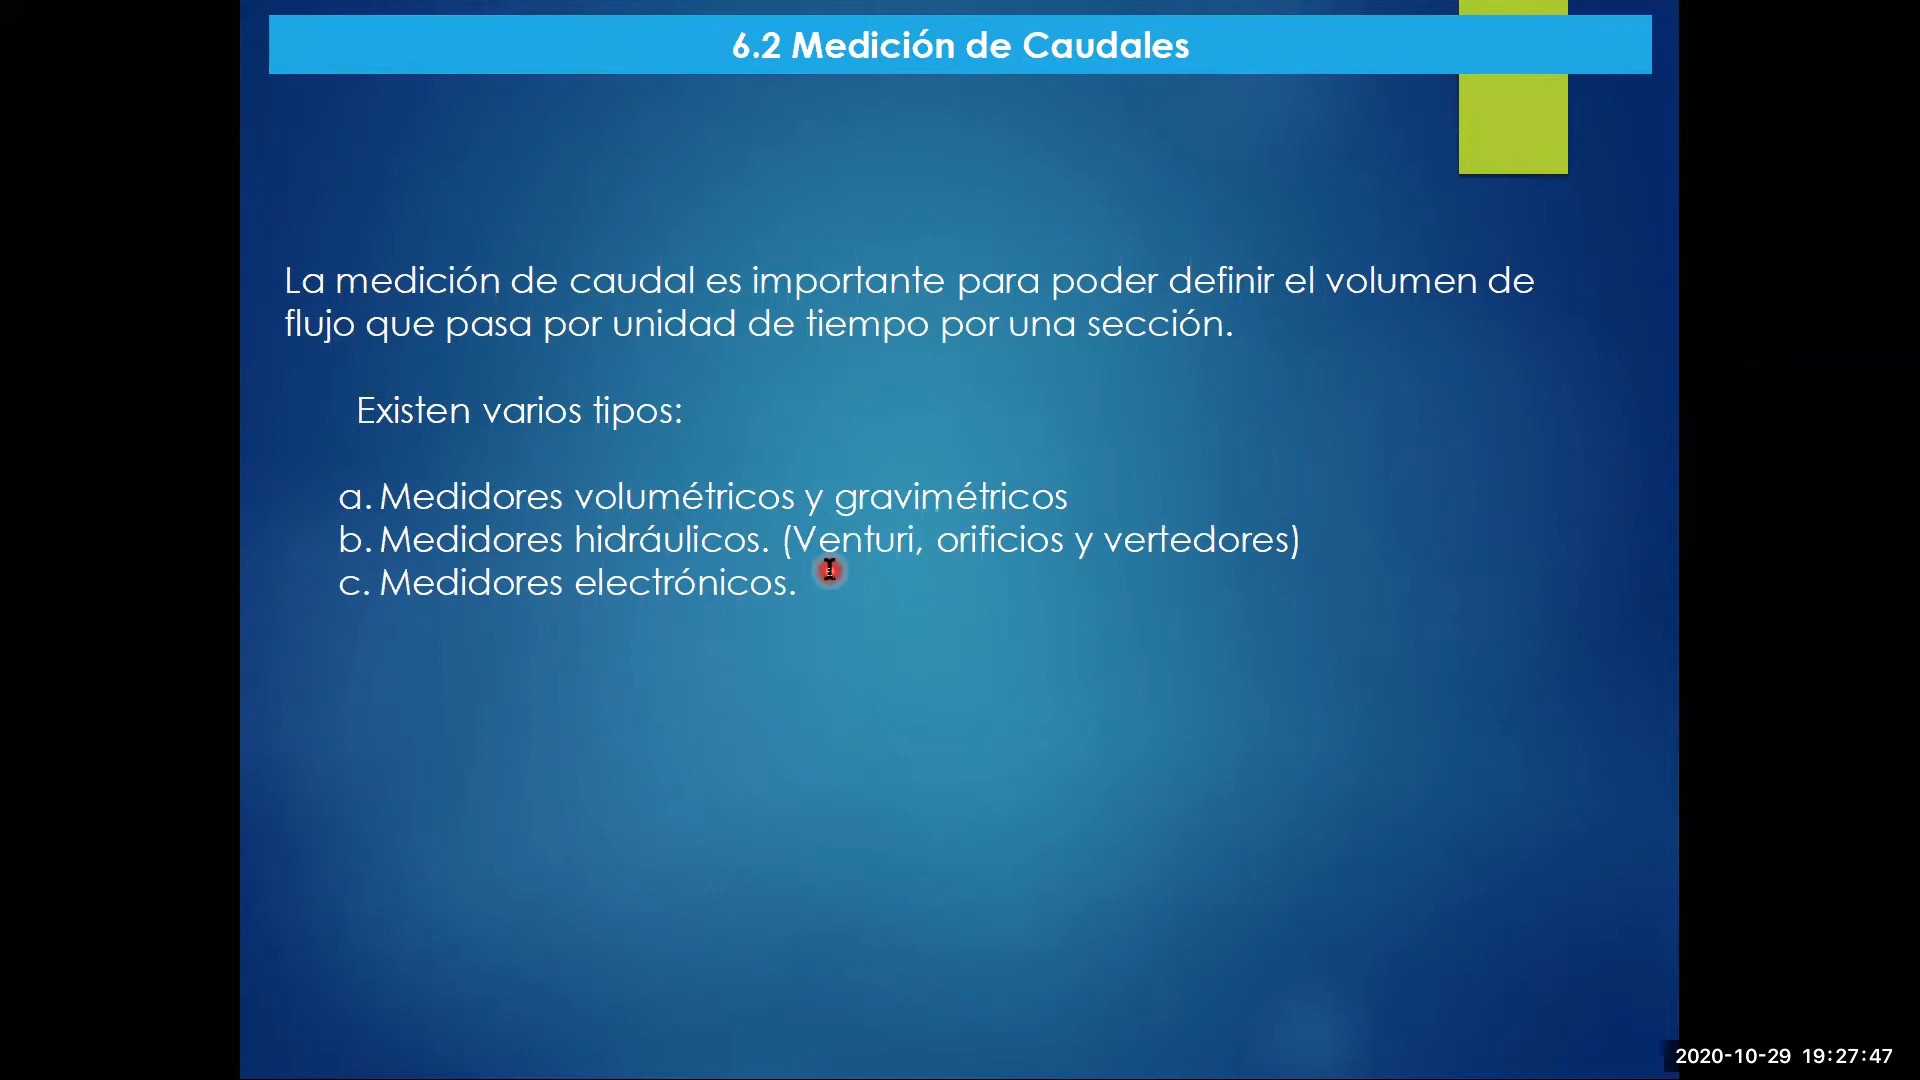 6.2 Medición de Caudales
La medición de caudal es importante para poder definir el volumen de
flujo que pasa por unidad de tiempo por una sección.
Existen varios tipos:
a. Medidores volumétricos y gravimétricos
b. Medidores hidráulicos. (Venturi, orificios y vertedores)
c. Medidores electrónicos.
2020-10-29 19:27:47